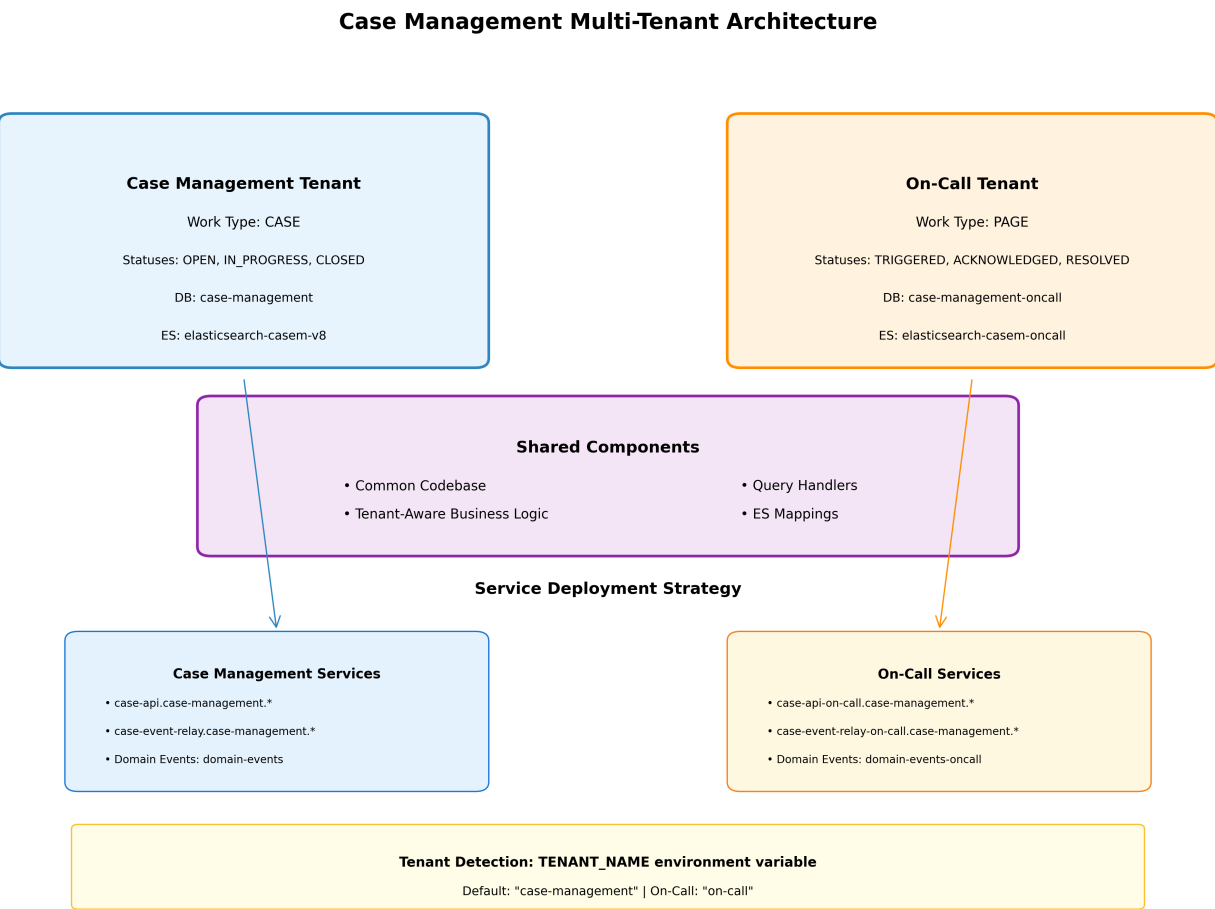 Case Management Multi-Tenant Architecture
Case Management Tenant
Work Type: CASE
Statuses: OPEN, IN_PROGRESS, CLOSED
DB: case-management
ES: elasticsearch-casem-v8
On-Call Tenant
Work Type: PAGE
Statuses: TRIGGERED, ACKNOWLEDGED, RESOLVED
DB: case-management-oncall
ES: elasticsearch-casem-oncall
Shared Components
• Common Codebase
• Tenant-Aware Business Logic
• Query Handlers
• ES Mappings
Service Deployment Strategy
Case Management Services
• case-api.case-management.*
• case-event-relay.case-management.*
• Domain Events: domain-events
On-Call Services
• case-api-on-call.case-management.*
• case-event-relay-on-call.case-management.*
• Domain Events: domain-events-oncall
Tenant Detection: TENANT_NAME environment variable
Default: "case-management" | On-Call: "on-call"